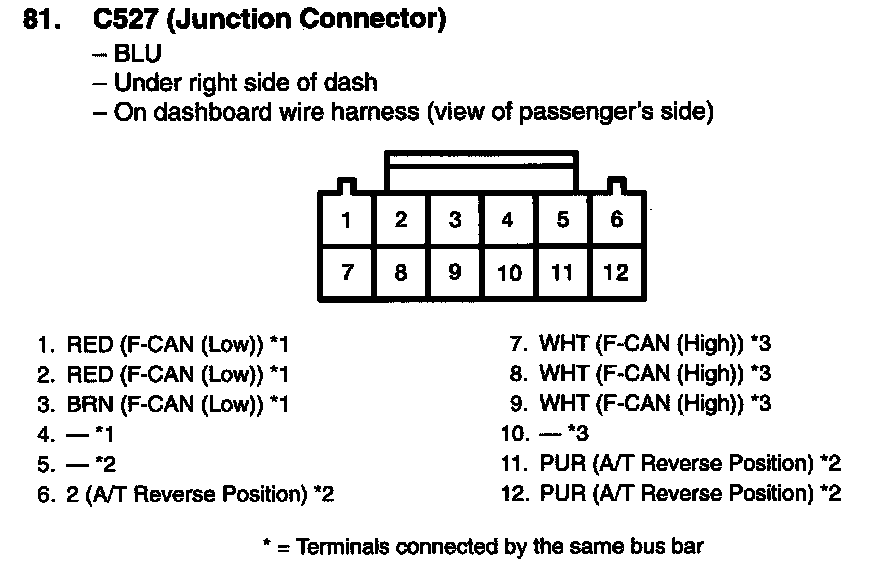 81. C527 (Junction Connector)
– BLU
– Under right side of dash
– On dashboard wire harness (view of passenger's side)
1 2 3 4 5 6
7 8 9 10 11 12
1. RED (F-CAN (Low)) *1
2. RED (F-CAN (Low)) *1
3. BRN (F-CAN (Low)) *1
4. — *1
5. — *2
6. 2 (A/T Reverse Position) *2
7. WHT (F-CAN (High)) *3
8. WHT (F-CAN (High)) *3
9. WHT (F-CAN (High)) *3
10. — *3
11. PUR (A/T Reverse Position) *2
12. PUR (A/T Reverse Position) *2
* = Terminals connected by the same bus bar